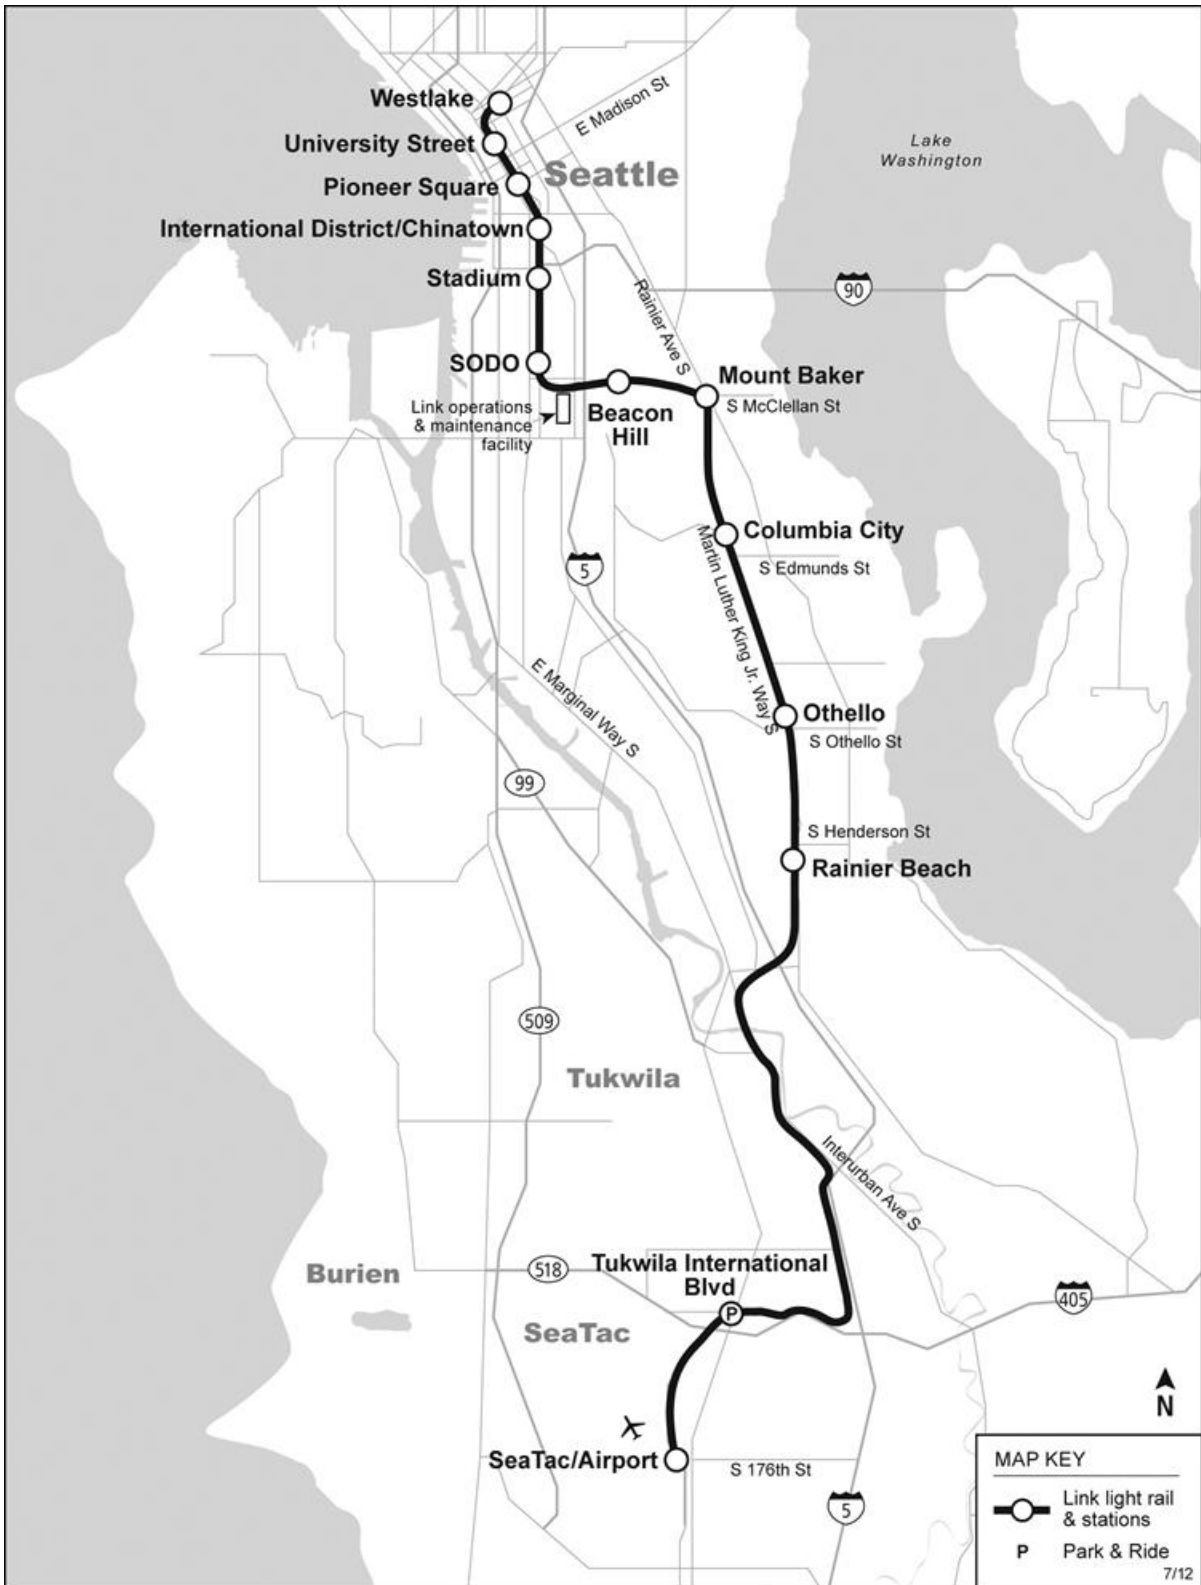 Westlake
E Madison St
University Street
Seattle
Lake
Washington
Pioneer Square
International District/Chinatown
Stadium
90
Rainier Ave S
SODO
Mount Baker
S McClellan St
Link operations
& maintenance
facility
Beacon
Hill
Columbia City
S Edmunds St
5
Martin Luther King Jr. Way S
E Marginal Way S
Othello
S Othello St
99
S Henderson St
Rainier Beach
509
Tukwila
Interurban Ave S
Burien
518
Tukwila International
Blvd
P
405
SeaTac
N
SeaTac/Airport
S 176th St
5
MAP KEY
Link light rail
& stations
P Park & Ride
7/12